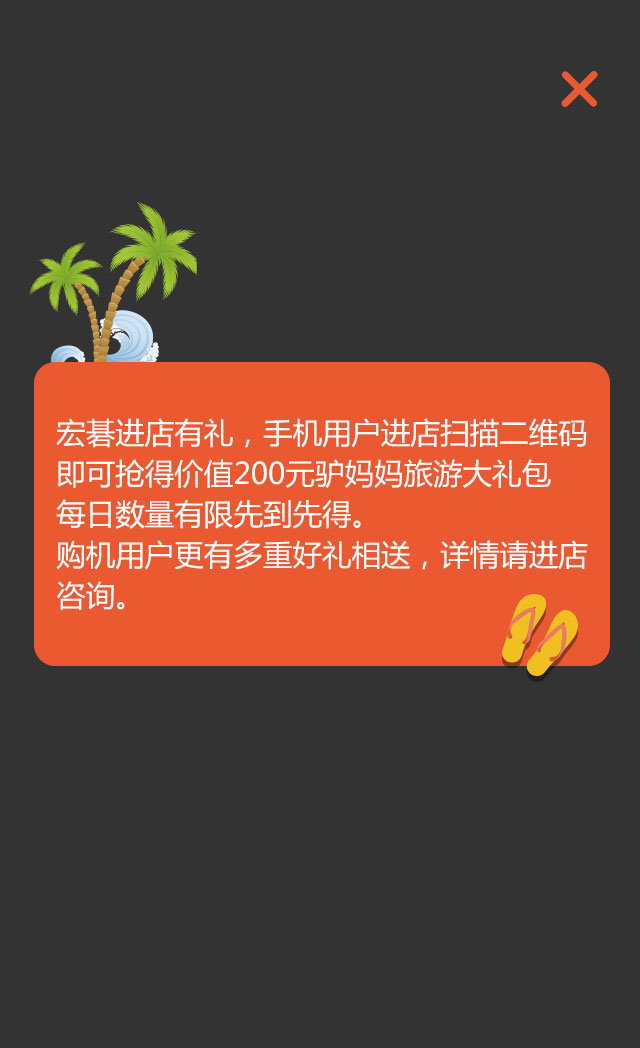 宏碁进店有礼，手机用户进店扫描二维码
即可抢得价值200元驴妈妈旅游大礼包
每日数量有限先到先得。
购机用户更有多重好礼相送，详情请进店
咨询。